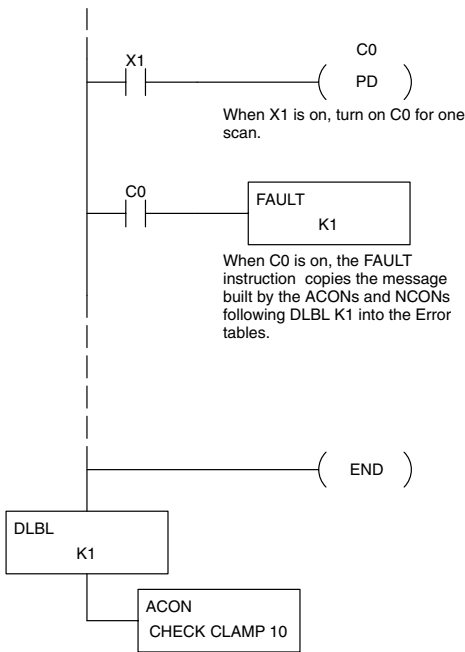 X1
C0
PD
When X1 is on, turn on C0 for one
scan.
C0
FAULT
K1
When C0 is on, the FAULT
instruction copies the message
built by the ACONs and NCONs
following DLBL K1 into the Error
tables.
END
DLBL
K1
ACON
CHECK CLAMP 10